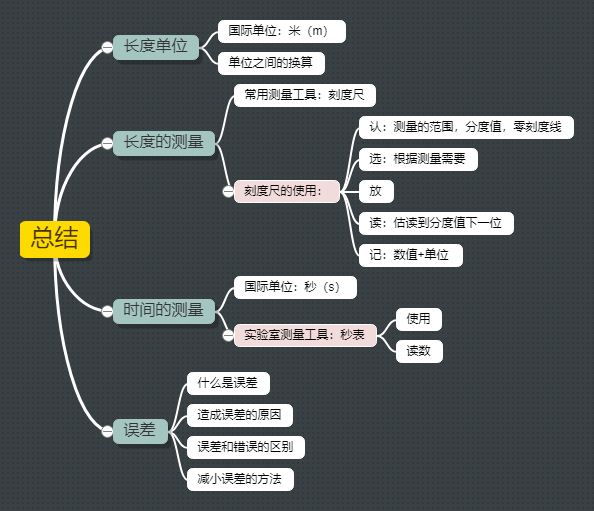 总结
长度单位
国际单位：米（m）
单位之间的换算
长度的测量
常用测量工具：刻度尺
刻度尺的使用：
认：测量的范围，分度值，零刻度线
选：根据测量需要
放
读：估读到分度值下一位
记：数值+单位
时间的测量
国际单位：秒（s）
实验室测量工具：秒表
使用
读数
误差
什么是误差
造成误差的原因
误差和错误的区别
减小误差的方法